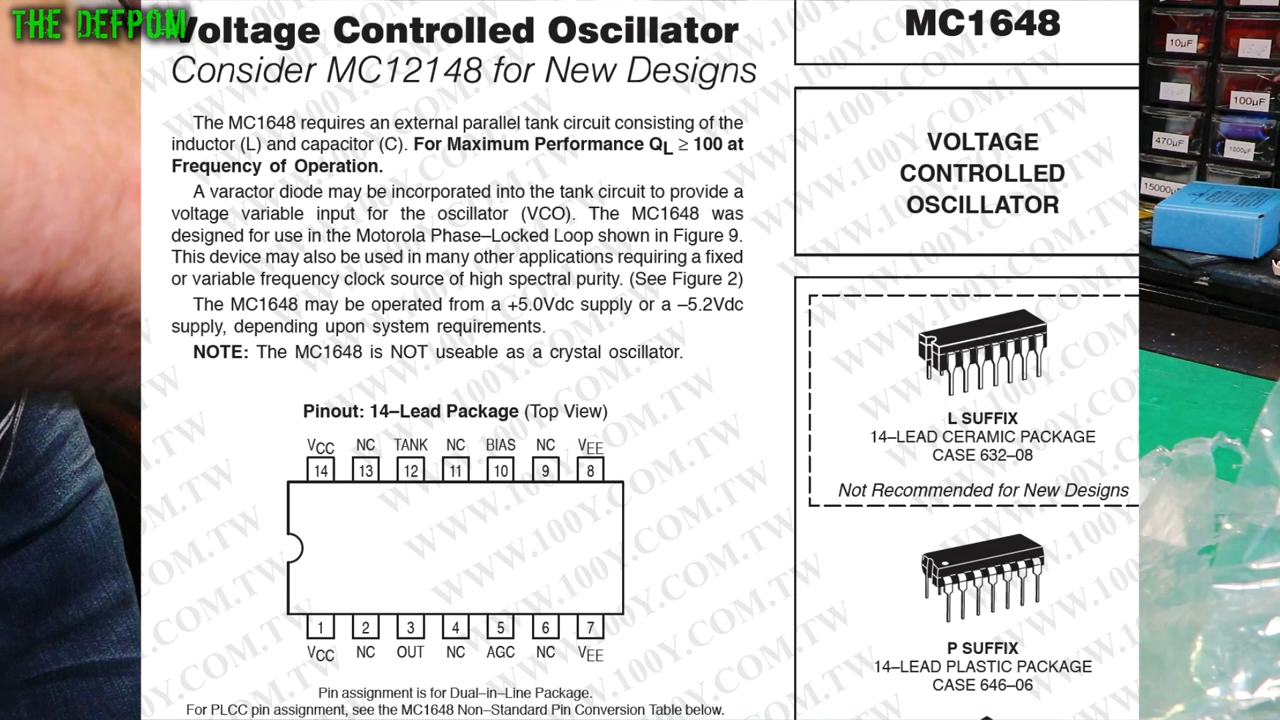 THE DEFPOM
Voltage Controlled Oscillator
Consider MC12148 for New Designs
The MC1648 requires an external parallel tank circuit consisting of the
inductor (L) and capacitor (C). For Maximum Performance QL ≥ 100 at
Frequency of Operation.
A varactor diode may be incorporated into the tank circuit to provide a
voltage variable input for the oscillator (VCO). The MC1648 was
designed for use in the Motorola Phase–Locked Loop shown in Figure 9.
This device may also be used in many other applications requiring a fixed
or variable frequency clock source of high spectral purity. (See Figure 2)
The MC1648 may be operated from a +5.0Vdc supply or a –5.2Vdc
supply, depending upon system requirements.
NOTE: The MC1648 is NOT useable as a crystal oscillator.
Pinout: 14–Lead Package (Top View)
VCC NC TANK NC BIAS NC VEE
14 13 12 11 10 9 8
1 2 3 4 5 6 7
VCC NC OUT NC AGC NC VEE
Pin assignment is for Dual–in–Line Package.
For PLCC pin assignment, see the MC1648 Non–Standard Pin Conversion Table below.
MC1648
VOLTAGE
CONTROLLED
OSCILLATOR
L SUFFIX
14–LEAD CERAMIC PACKAGE
CASE 632–08
Not Recommended for New Designs
P SUFFIX
14–LEAD PLASTIC PACKAGE
CASE 646–06
WWW.100Y.COM.TW
10µF
100µF
470µF
1000µF
15000µF